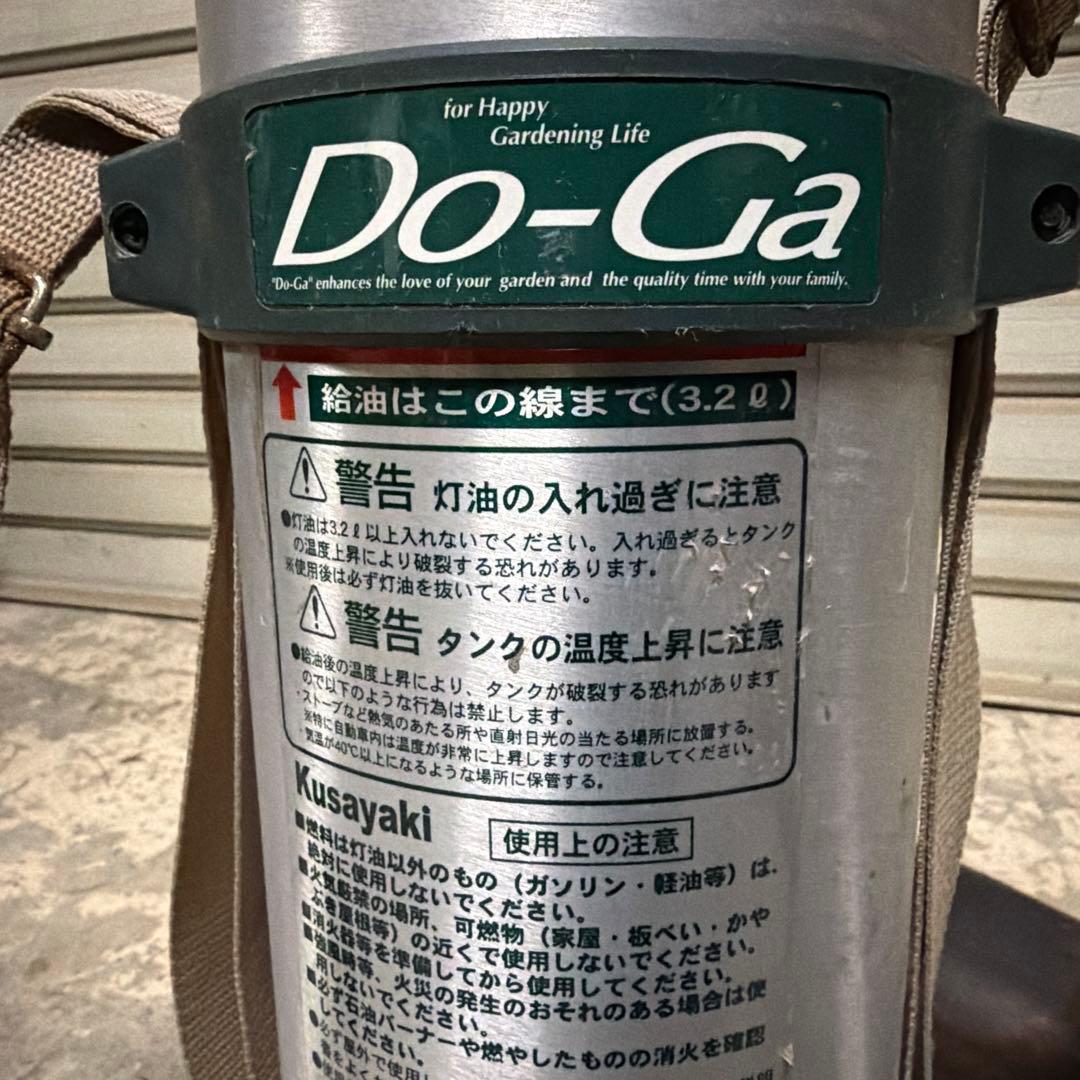 for Happy
Gardening Life
Do-Ga
"Do-Ga" enhances the love of your garden and the quality time with your family.
給油はこの線まで(3.2ℓ)
警告 灯油の入れ過ぎに注意
●灯油は3.2ℓ以上入れないでください。入れ過ぎるとタンク
の温度上昇により破裂する恐れがあります。
※使用後は必ず灯油を抜いてください。
警告 タンクの温度上昇に注意
●給油後の温度上昇により、タンクが破裂する恐れがあります
ので以下のような行為は禁止します。
・ストーブなど熱気のあたる所や直射日光の当たる場所に放置する。
※特に自動車内は温度が非常に上昇しますので注意してください。
・気温が40℃以上になるような場所に保管する。
Kusayaki
使用上の注意
■燃料は灯油以外のもの（ガソリン・軽油等）は、
絶対に使用しないでください。
■火気厳禁の場所、可燃物（家屋・板べい・かや
ぶき屋根等）の近くで使用しないでください。
■消火器等を準備してから使用してください。
■強風時等、火災の発生のおそれのある場合は使
用しないでください。
■必ず石油バーナーや燃やしたものの消火を確認
してください。
●必ず屋外で使用し